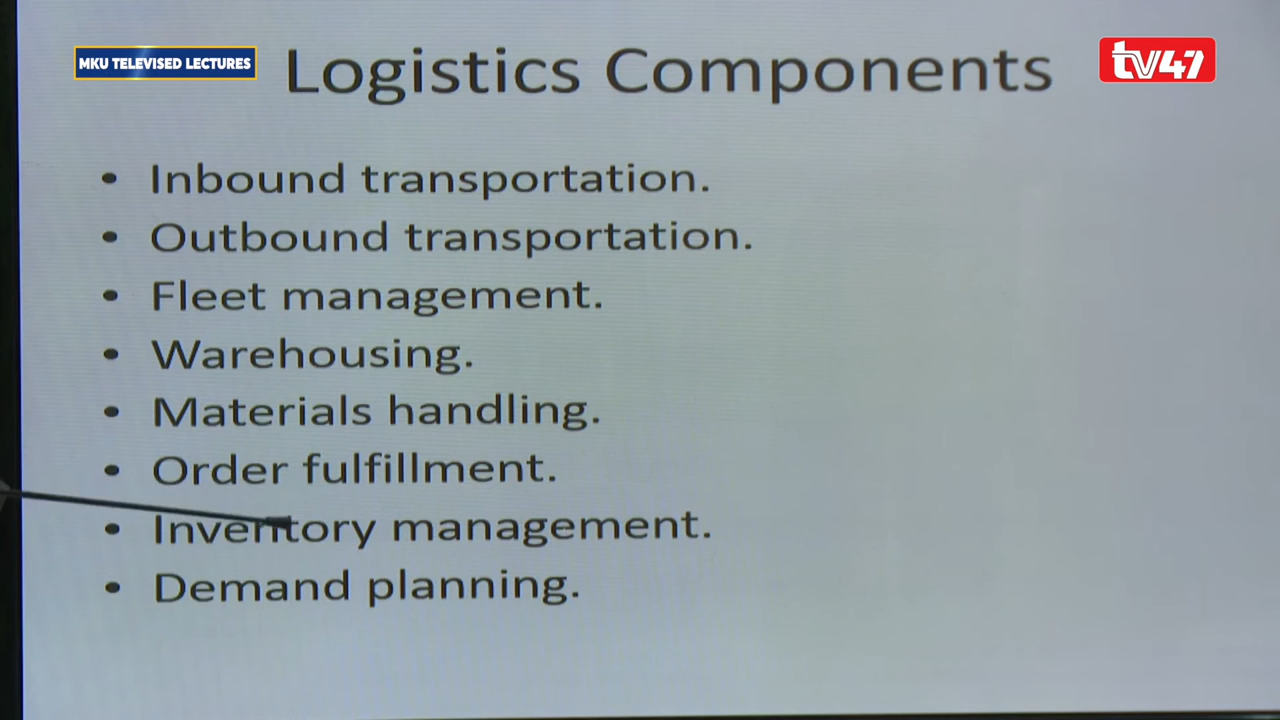 MKU TELEVISED LECTURES
Logistics Components
tv47
• Inbound transportation.
• Outbound transportation.
• Fleet management.
• Warehousing.
• Materials handling.
• Order fulfillment.
• Inventory management.
• Demand planning.